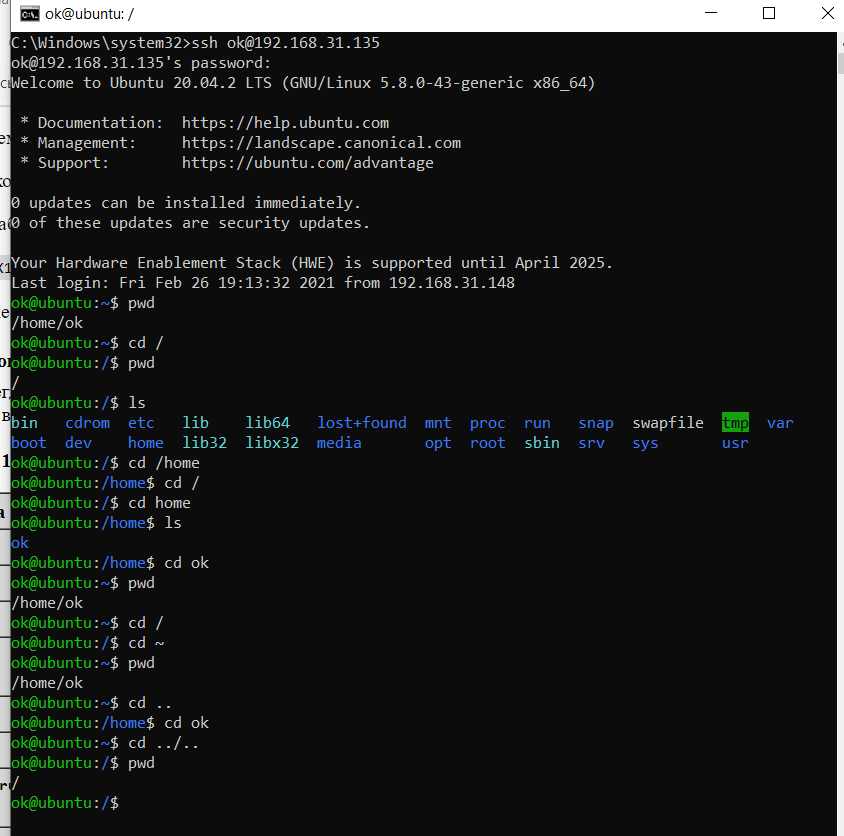 ok@ubuntu: /
C:\Windows\system32>ssh ok@192.168.31.135
ok@192.168.31.135's password:
Welcome to Ubuntu 20.04.2 LTS (GNU/Linux 5.8.0-43-generic x86_64)
* Documentation:  https://help.ubuntu.com
* Management:     https://landscape.canonical.com
* Support:        https://ubuntu.com/advantage
0 updates can be installed immediately.
0 of these updates are security updates.
Your Hardware Enablement Stack (HWE) is supported until April 2025.
Last login: Fri Feb 26 19:13:32 2021 from 192.168.31.148
ok@ubuntu:~$ pwd
/home/ok
ok@ubuntu:~$ cd /
ok@ubuntu:/$ pwd
/
ok@ubuntu:/$ ls
bin   cdrom  etc   lib    lib64   lost+found  mnt  proc  run   snap  swapfile  tmp  var
boot  dev    home  lib32  libx32  media       opt  root  sbin  srv   sys       usr
ok@ubuntu:/$ cd /home
ok@ubuntu:/home$ cd /
ok@ubuntu:/$ cd home
ok@ubuntu:/home$ ls
ok
ok@ubuntu:/home$ cd ok
ok@ubuntu:~$ pwd
/home/ok
ok@ubuntu:~$ cd /
ok@ubuntu:/$ cd ~
ok@ubuntu:~$ pwd
/home/ok
ok@ubuntu:~$ cd ..
ok@ubuntu:/home$ cd ok
ok@ubuntu:~$ cd ../..
ok@ubuntu:/$ pwd
/
ok@ubuntu:/$